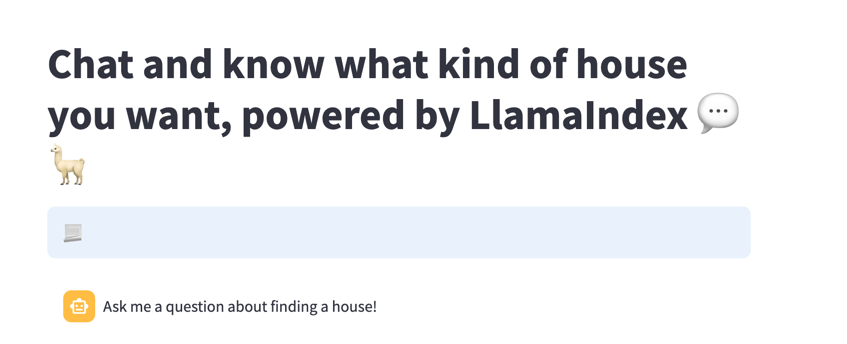 Chat and know what kind of house
you want, powered by LlamaIndex 💬
🦙
📃
Ask me a question about finding a house!